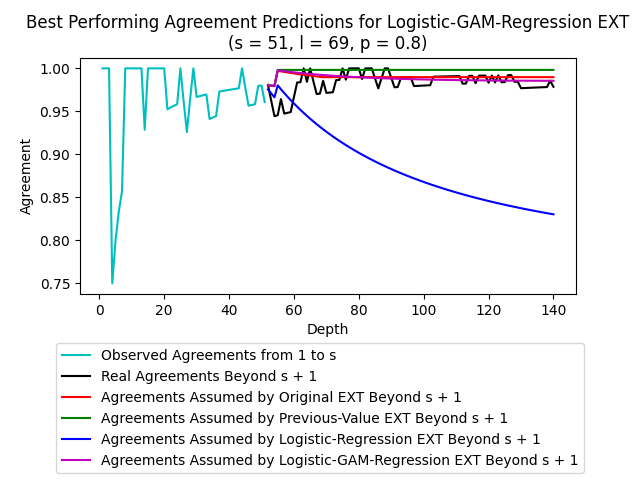 Best Performing Agreement Predictions for Logistic-GAM-Regression EXT
(s = 51, l = 69, p = 0.8)
1.00
0.95
0.90
0.85
0.80
0.75
Agreement
0 20 40 60 80 100 120 140
Depth
Observed Agreements from 1 to s
Real Agreements Beyond s + 1
Agreements Assumed by Original EXT Beyond s + 1
Agreements Assumed by Previous-Value EXT Beyond s + 1
Agreements Assumed by Logistic-Regression EXT Beyond s + 1
Agreements Assumed by Logistic-GAM-Regression EXT Beyond s + 1